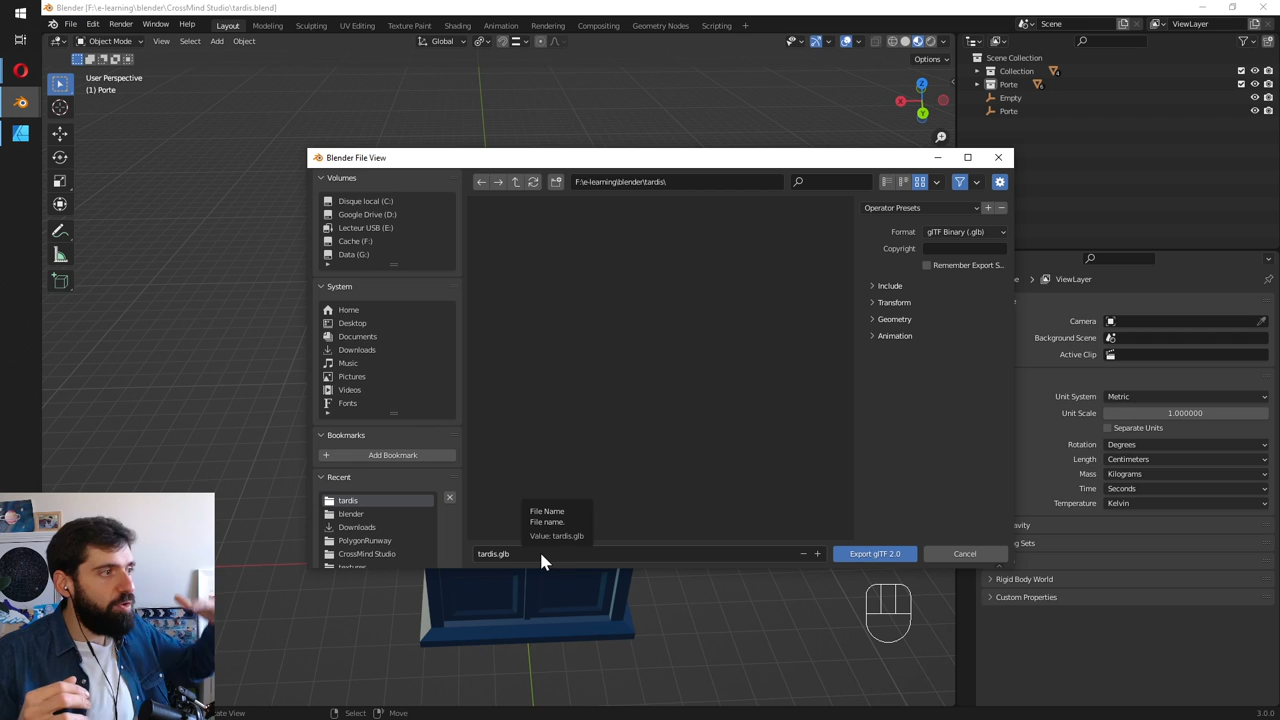 Blender [F:\e-learning\blender\CrossMind Studio\tardis.blend]
File Edit Render Window Help
Layout Modeling Sculpting UV Editing Texture Paint Shading Animation Rendering Compositing Geometry Nodes Scripting +
Scene ViewLayer
Object Mode View Select Add Object Global
Options
User Perspective
(1) Porte
Scene Collection
Collection 4
Porte 6
Empty
Porte
Blender File View
Volumes
Disque local (C:)
Google Drive (D:)
Lecteur USB (E:)
Cache (F:)
Data (G:)
System
Home
Desktop
Documents
Downloads
Music
Pictures
Videos
Fonts
Bookmarks
Add Bookmark
Recent
tardis
blender
Downloads
PolygonRunway
CrossMind Studio
textures
F:\e-learning\blender\tardis\
Operator Presets
Format glTF Binary (.glb)
Copyright
Remember Export S...
Include
Transform
Geometry
Animation
File Name
File name.
Value: tardis.glb
tardis.glb
Export glTF 2.0 Cancel
X
Y
Z
ViewLayer
Camera
Background Scene
Active Clip
Unit System Metric
Unit Scale 1.000000
Separate Units
Rotation Degrees
Length Centimeters
Mass Kilograms
Time Seconds
Temperature Kelvin
Rigid Body World
Custom Properties
Select Move
3.0.0